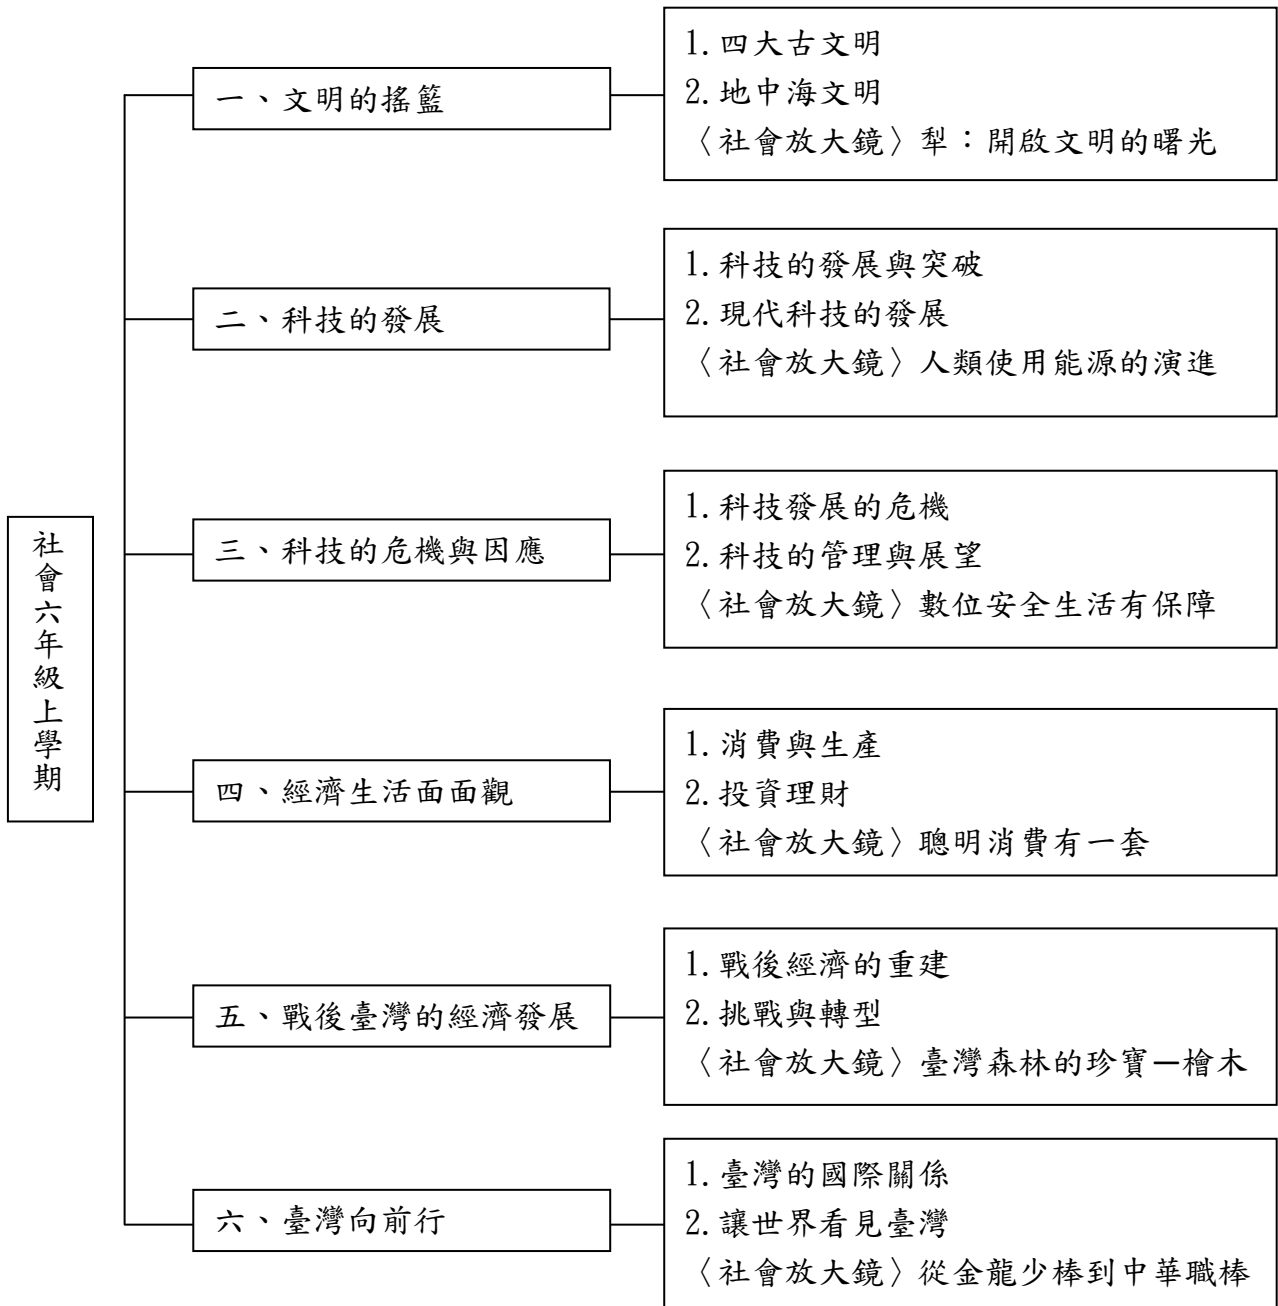 社會六年級上學期
一、文明的搖籃
1.四大古文明
2.地中海文明
〈社會放大鏡〉犁：開啟文明的曙光
二、科技的發展
1.科技的發展與突破
2.現代科技的發展
〈社會放大鏡〉人類使用能源的演進
三、科技的危機與因應
1.科技發展的危機
2.科技的管理與展望
〈社會放大鏡〉數位安全生活有保障
四、經濟生活面面觀
1.消費與生產
2.投資理財
〈社會放大鏡〉聰明消費有一套
五、戰後臺灣的經濟發展
1.戰後經濟的重建
2.挑戰與轉型
〈社會放大鏡〉臺灣森林的珍寶—檜木
六、臺灣向前行
1.臺灣的國際關係
2.讓世界看見臺灣
〈社會放大鏡〉從金龍少棒到中華職棒